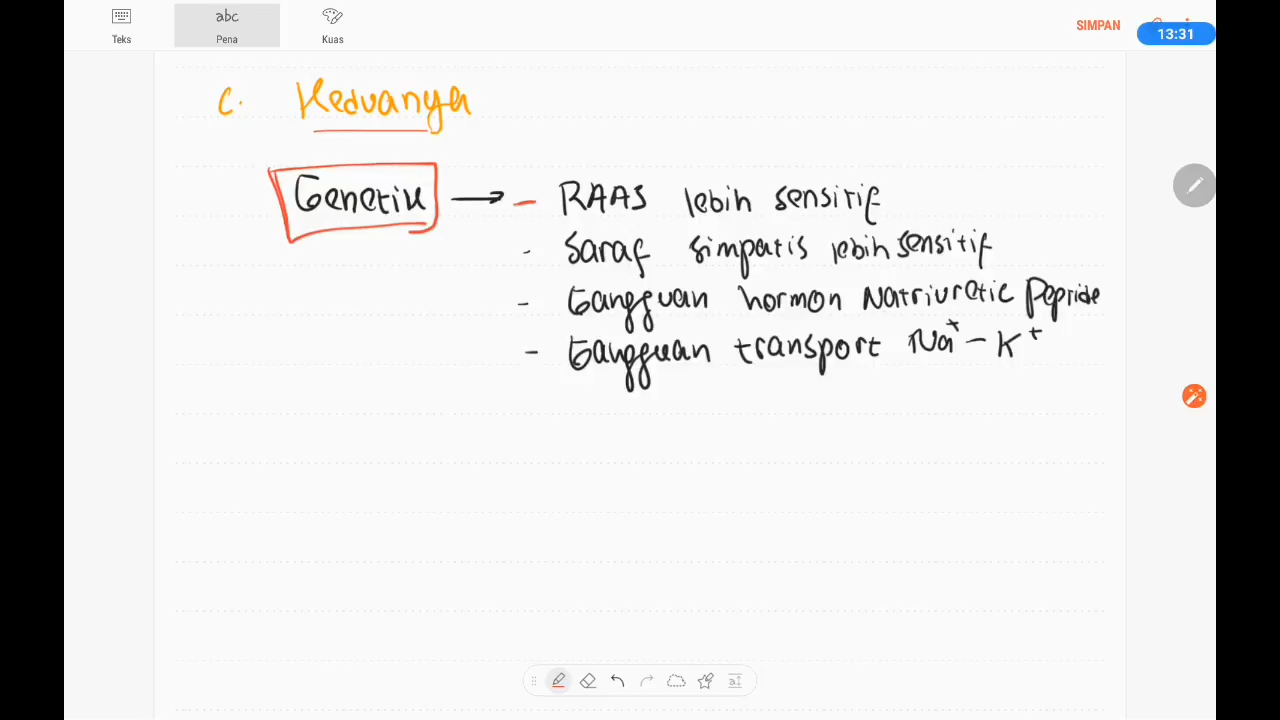 Teks
abc
Pena
Kuas
SIMPAN
13:31
C. Keduanya
Genetik → - RAAS lebih sensitif
- Saraf simpatis lebih sensitif
- Gangguan hormon Natriuretic Peptide
- Gangguan transport Na⁺ - K⁺